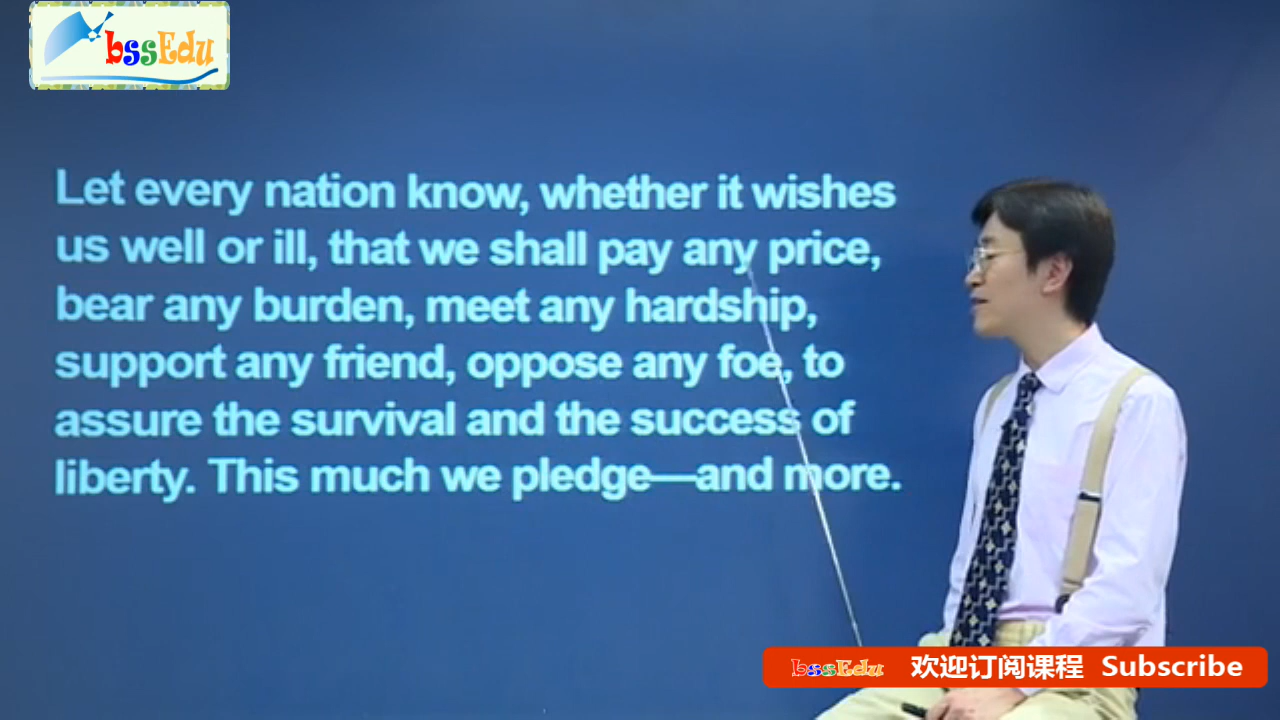 bssEdu
Let every nation know, whether it wishes
us well or ill, that we shall pay any price,
bear any burden, meet any hardship,
support any friend, oppose any foe, to
assure the survival and the success of
liberty. This much we pledge—and more.
bssEdu 欢迎订阅课程 Subscribe